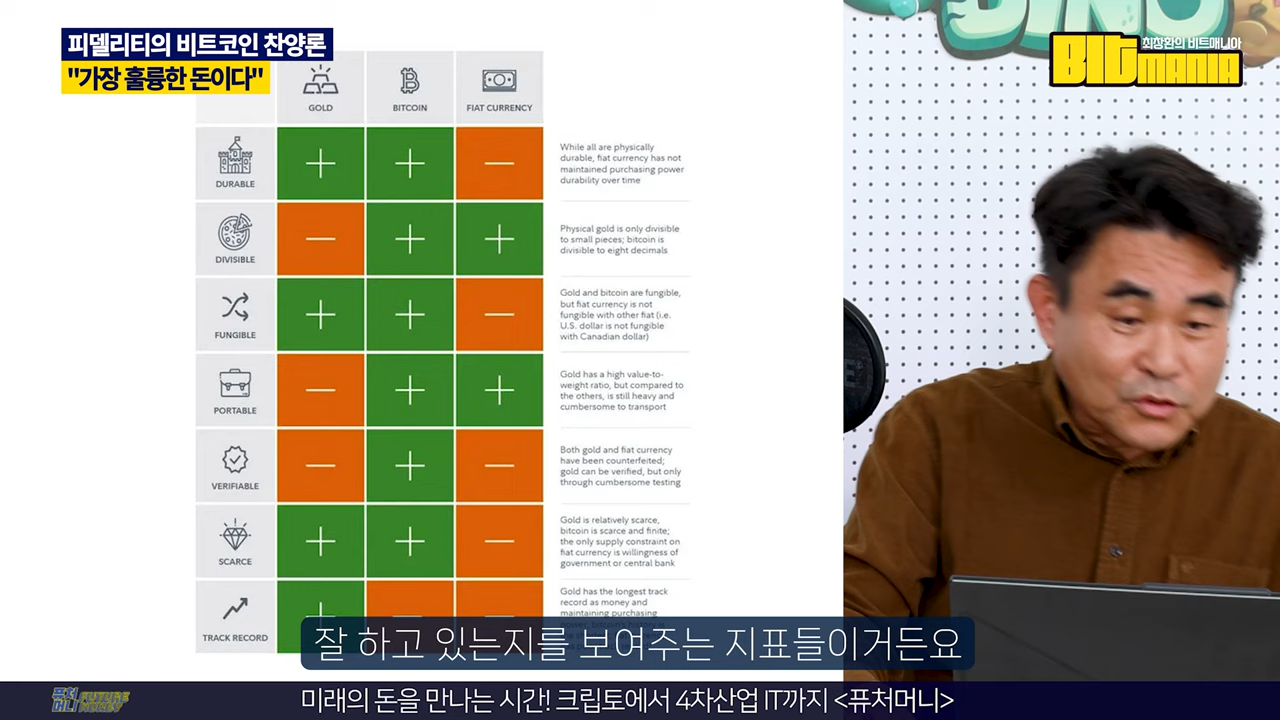 피델리티의 비트코인 찬양론
"가장 훌륭한 돈이다"
DINO
최창환의 비트매니아
BIT MANIA
GOLD
BITCOIN
FIAT CURRENCY
DURABLE
While all are physically
durable, fiat currency has not
maintained purchasing power
durability over time
DIVISIBLE
Physical gold is only divisible
to small pieces; bitcoin is
divisible to eight decimals
FUNGIBLE
Gold and bitcoin are fungible,
but fiat currency is not
fungible with other fiat (i.e.
U.S. dollar is not fungible
with Canadian dollar)
PORTABLE
Gold has a high value-to-
weight ratio, but compared to
the others, is still heavy and
cumbersome to transport
VERIFIABLE
Both gold and fiat currency
have been counterfeited;
gold can be verified, but only
through cumbersome testing
SCARCE
Gold is relatively scarce,
bitcoin is scarce and finite;
the only supply constraint on
fiat currency is willingness of
government or central bank
TRACK RECORD
Gold has the longest track
record as money and
maintaining purchasing
잘 하고 있는지를 보여주는 지표들이거든요
퓨처머니 FUTURE MONEY
미래의 돈을 만나는 시간! 크립토에서 4차산업 IT까지 <퓨처머니>